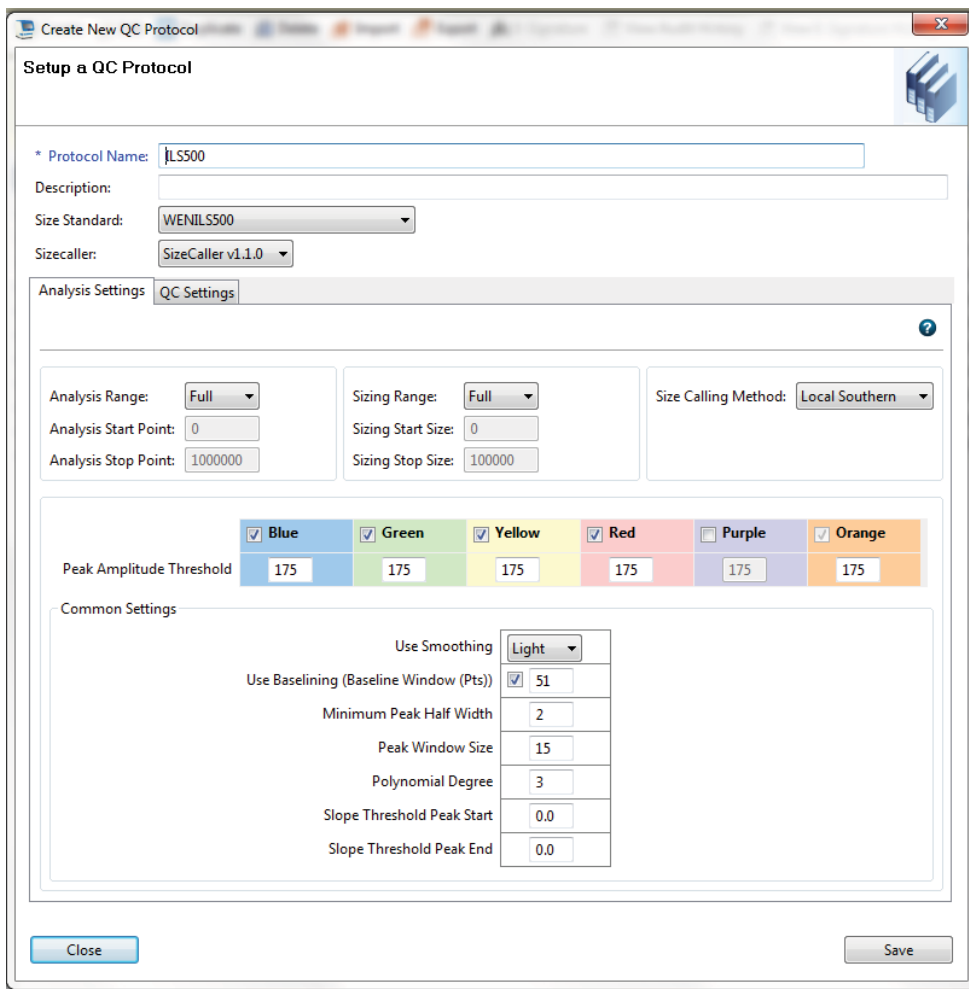 Create New QC Protocol
Setup a QC Protocol
* Protocol Name: ILS500
Description:
Size Standard: WENILS500
Sizecaller: SizeCaller v1.1.0
Analysis Settings QC Settings
?
Analysis Range: Full Sizing Range: Full Size Calling Method: Local Southern
Analysis Start Point: 0 Sizing Start Size: 0
Analysis Stop Point: 1000000 Sizing Stop Size: 100000
Blue Green Yellow Red Purple Orange
Peak Amplitude Threshold 175 175 175 175 175 175
Common Settings
Use Smoothing Light
Use Baselining (Baseline Window (Pts)) 51
Minimum Peak Half Width 2
Peak Window Size 15
Polynomial Degree 3
Slope Threshold Peak Start 0.0
Slope Threshold Peak End 0.0
Close Save